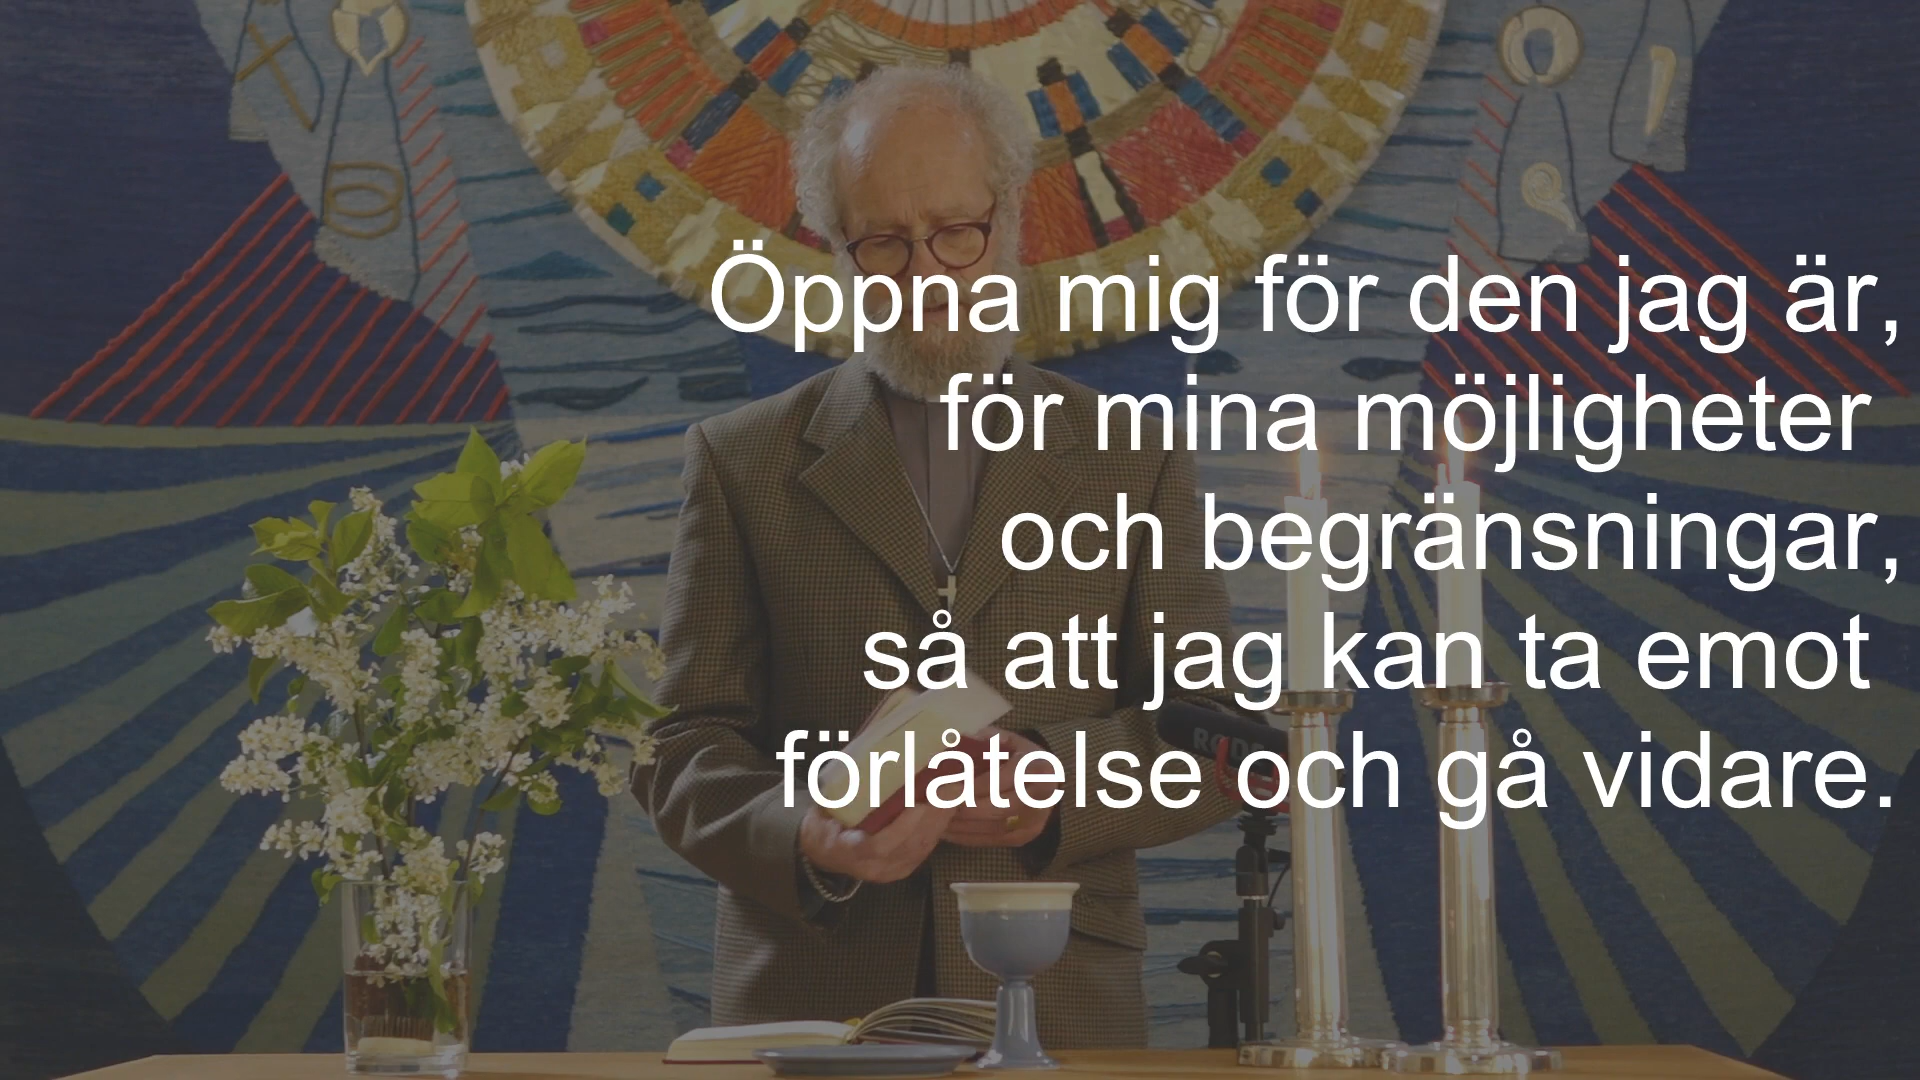 Öppna mig för den jag är,
för mina möjligheter
och begränsningar,
så att jag kan ta emot
förlåtelse och gå vidare.
RODE